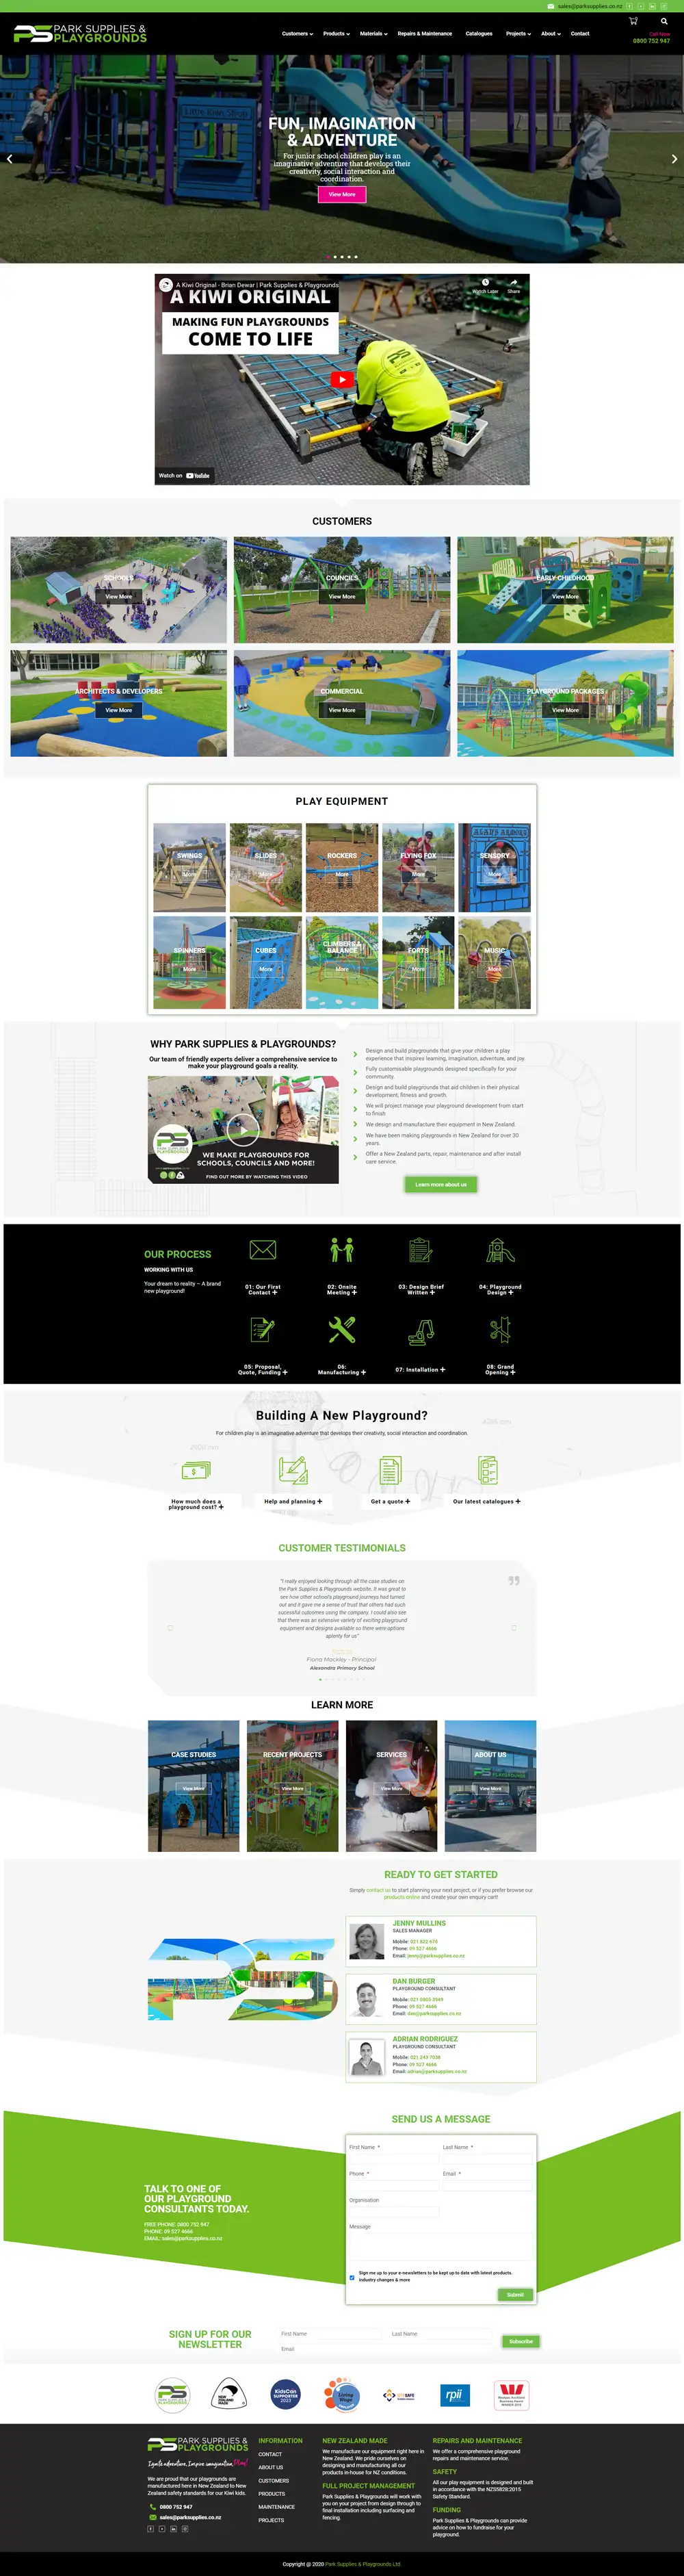 sales@parksupplies.co.nz
PARK SUPPLIES &
PLAYGROUNDS
Customers
Products
Materials
Repairs & Maintenance
Catalogues
Projects
About
Contact
Call Now
0800 752 947
FUN, IMAGINATION
& ADVENTURE
For junior school children play is an
imaginative adventure that develops their
creativity, social interaction and
coordination.
View More
A Kiwi Original - Brian Dewar | Park Supplies & Playgrounds
Watch Later
Share
A KIWI ORIGINAL
MAKING FUN PLAYGROUNDS
COME TO LIFE
Watch on YouTube
CUSTOMERS
SCHOOLS
View More
COUNCILS
View More
EARLY CHILDHOOD
View More
ARCHITECTS & DEVELOPERS
View More
COMMERCIAL
View More
PLAYGROUND PACKAGES
View More
PLAY EQUIPMENT
SWINGS
More
SLIDES
More
ROCKERS
More
FLYING FOX
More
SENSORY
More
SPINNERS
More
CUBES
More
CLIMBERS &
BALANCE
More
FORTS
More
MUSIC
More
WHY PARK SUPPLIES & PLAYGROUNDS?
Our team of friendly experts deliver a comprehensive service to
make your playground goals a reality.
PARK SUPPLIES &
PLAYGROUNDS
WE MAKE PLAYGROUNDS FOR
SCHOOLS, COUNCILS AND MORE!
FIND OUT MORE BY WATCHING THIS VIDEO
Design and build playgrounds that give your children a play
experience that inspires learning, imagination, adventure, and joy.
Fully customisable playgrounds designed specifically for your
community.
Design and build playgrounds that aid children in their physical
development, fitness and growth.
We will project manage your playground development from start
to finish.
We design and manufacture their equipment in New Zealand.
We have been making playgrounds in New Zealand for over 30
years.
Offer a New Zealand parts, repair, maintenance and after install
care service.
Learn more about us
OUR PROCESS
WORKING WITH US
Your dream to reality – A brand
new playground!
01: Our First
Contact +
02: Onsite
Meeting +
03: Design Brief
Written +
04: Playground
Design +
05: Proposal,
Quote, Funding +
06:
Manufacturing +
07: Installation +
08: Grand
Opening +
Building A New Playground?
For children play is an imaginative adventure that develops their creativity, social interaction and coordination.
How much does a
playground cost? +
Help and planning +
Get a quote +
Our latest catalogues +
CUSTOMER TESTIMONIALS
"I really enjoyed looking through all the case studies on
the Park Supplies & Playgrounds website. It was great to
see how other school's playground journeys had turned
out and it gave me a sense of trust that others had such
sucessful outcomes using the company. I could also see
that there was an extensive variety of exciting playground
equipment and designs available so there were options
aplenty for us"
Fiona Mackley - Principal
Alexandra Primary School
LEARN MORE
CASE STUDIES
View More
RECENT PROJECTS
View More
SERVICES
View More
ABOUT US
View More
READY TO GET STARTED
Simply contact us to start planning your next project, or if you prefer browse our
products online and create your own enquiry cart!
JENNY MULLINS
SALES MANAGER
Mobile: 021 822 676
Phone: 09 527 4666
Email: jenny@parksupplies.co.nz
DAN BURGER
PLAYGROUND CONSULTANT
Mobile: 021 0805 3949
Phone: 09 527 4666
Email: dan@parksupplies.co.nz
ADRIAN RODRIGUEZ
PLAYGROUND CONSULTANT
Mobile: 021 243 7038
Phone: 09 527 4666
Email: adrian@parksupplies.co.nz
SEND US A MESSAGE
First Name *
Last Name *
Phone *
Email *
Organisation
Message
Sign me up to your e-newsletters to be kept up to date with latest products.
industry changes & more
Submit
TALK TO ONE OF
OUR PLAYGROUND
CONSULTANTS TODAY.
FREE PHONE: 0800 752 947
PHONE: 09 527 4666
EMAIL: sales@parksupplies.co.nz
SIGN UP FOR OUR
NEWSLETTER
First Name
Last Name
Email
Subscribe
PARK SUPPLIES &
PLAYGROUNDS
NEW ZEALAND
MADE
KidsCan
SUPPORTER
2023
Living
Wage
SITESAFE
rpii
PARK SUPPLIES &
PLAYGROUNDS
Ignite adventure, Inspire imagination, Play!
We are proud that our playgrounds are
manufactured here in New Zealand to New
Zealand safety standards for our Kiwi kids.
0800 752 947
sales@parksupplies.co.nz
INFORMATION
CONTACT
ABOUT US
CUSTOMERS
PRODUCTS
MAINTENANCE
PROJECTS
NEW ZEALAND MADE
We manufacture our equipment right here in
New Zealand. We pride ourselves on
designing and manufacturing all our
products in-house for NZ conditions.
FULL PROJECT MANAGEMENT
Park Supplies & Playgrounds will work with
you on your project from design through to
final installation including surfacing and
fencing.
REPAIRS AND MAINTENANCE
We offer a comprehensive playground
repairs and maintenance service.
SAFETY
All our play equipment is designed and built
in accordance with the NZS5828:2015
Safety Standard.
FUNDING
Park Supplies & Playgrounds can provide
advice on how to fundraise for your
playground.
Copyright @ 2020 Park Supplies & Playgrounds Ltd.